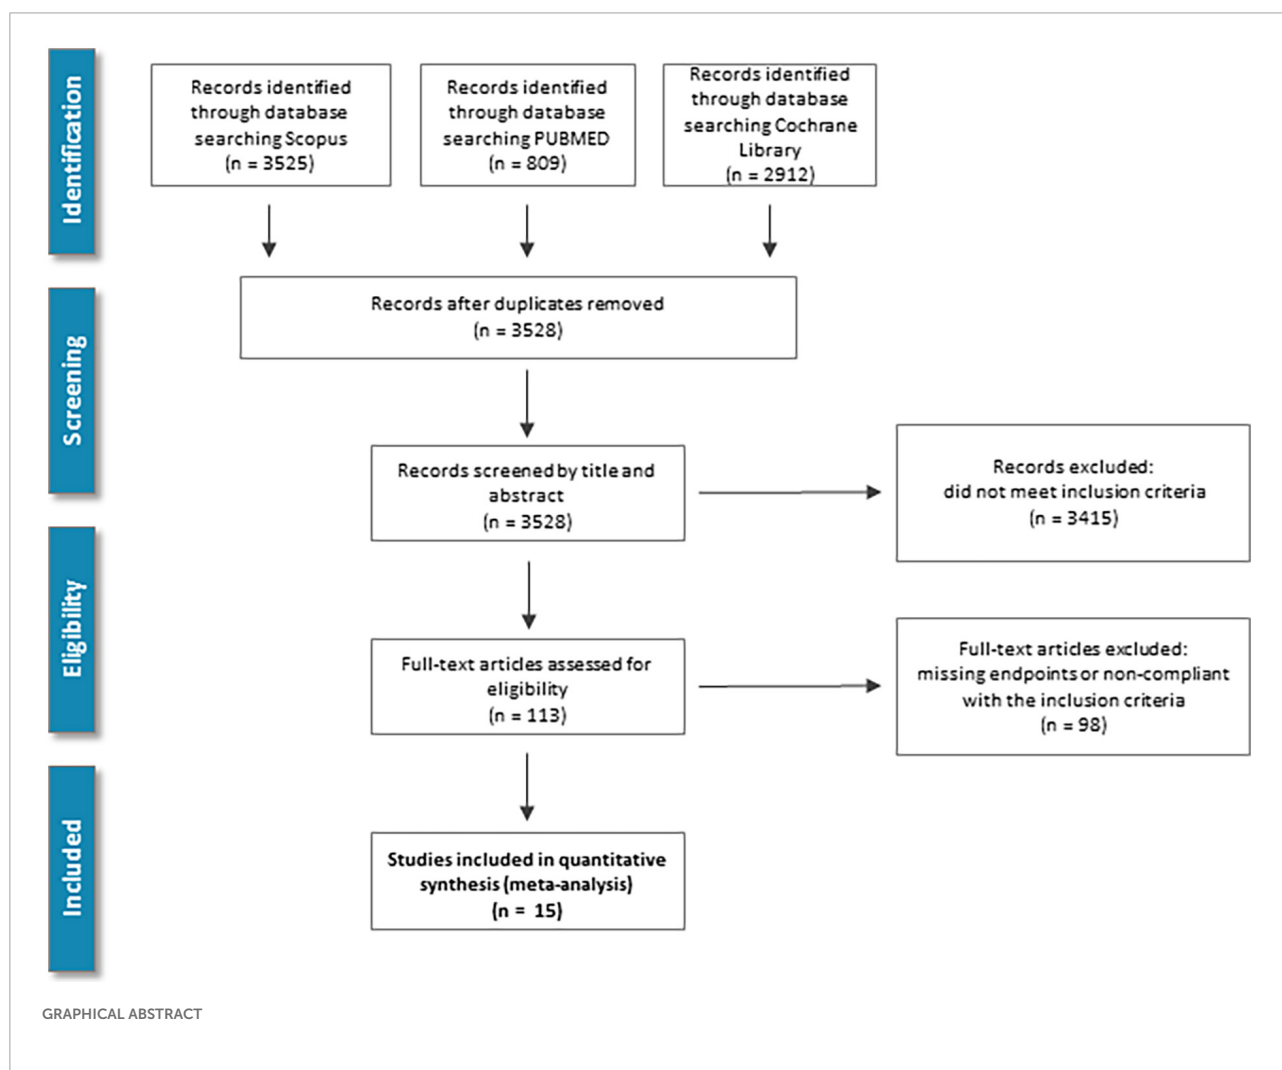 Identification
Records identified
through database
searching Scopus
(n = 3525)
Records identified
through database
searching PUBMED
(n = 809)
Records identified
through database
searching Cochrane
Library
(n = 2912)
Screening
Records after duplicates removed
(n = 3528)
Records screened by title and
abstract
(n = 3528)
Records excluded:
did not meet inclusion criteria
(n = 3415)
Eligibility
Full-text articles assessed for
eligibility
(n = 113)
Full-text articles excluded:
missing endpoints or non-compliant
with the inclusion criteria
(n = 98)
Included
Studies included in quantitative
synthesis (meta-analysis)
(n = 15)
GRAPHICAL ABSTRACT